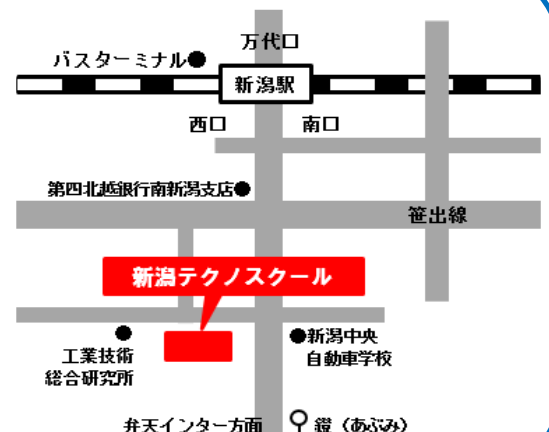 万代口
バスターミナル
新潟駅
西口
南口
第四北越銀行南新潟支店
笹出線
新潟テクノスクール
新潟中央
自動車学校
工業技術
総合研究所
弁天インター方面
鐙（あぶみ）